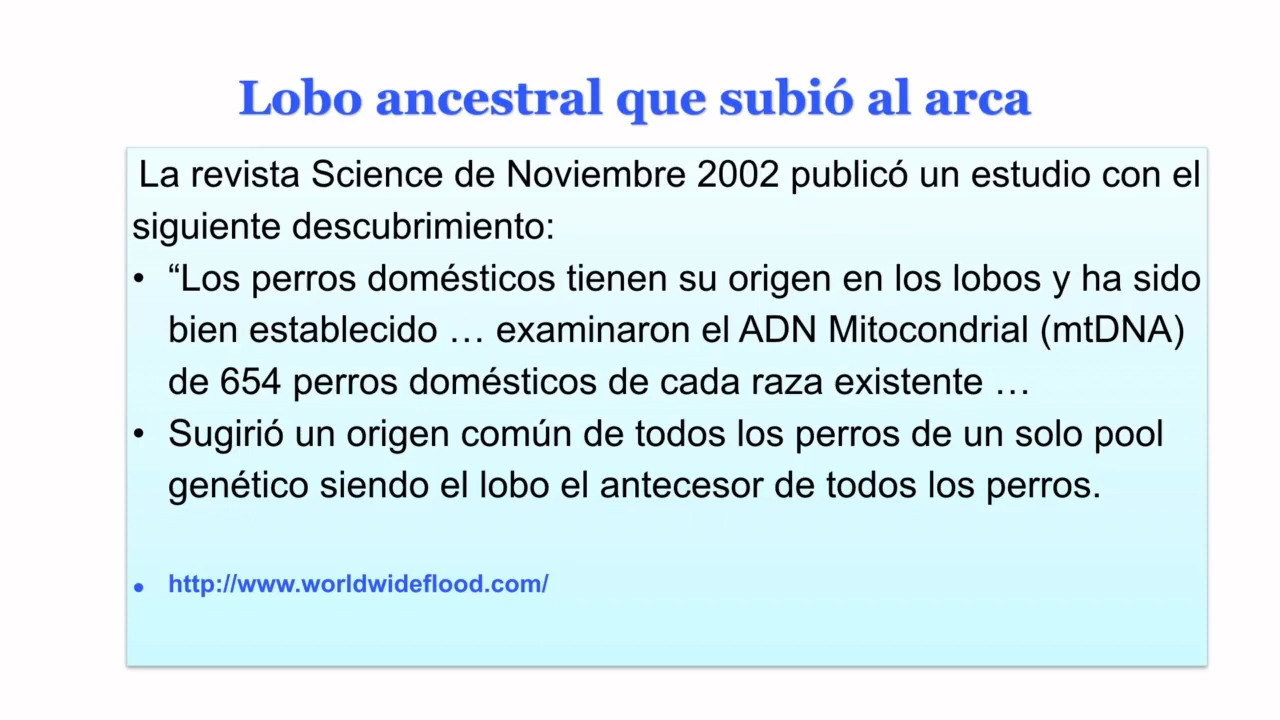 Lobo ancestral que subió al arca
La revista Science de Noviembre 2002 publicó un estudio con el
siguiente descubrimiento:
• “Los perros domésticos tienen su origen en los lobos y ha sido
bien establecido … examinaron el ADN Mitocondrial (mtDNA)
de 654 perros domésticos de cada raza existente …
• Sugirió un origen común de todos los perros de un solo pool
genético siendo el lobo el antecesor de todos los perros.
• http://www.worldwideflood.com/